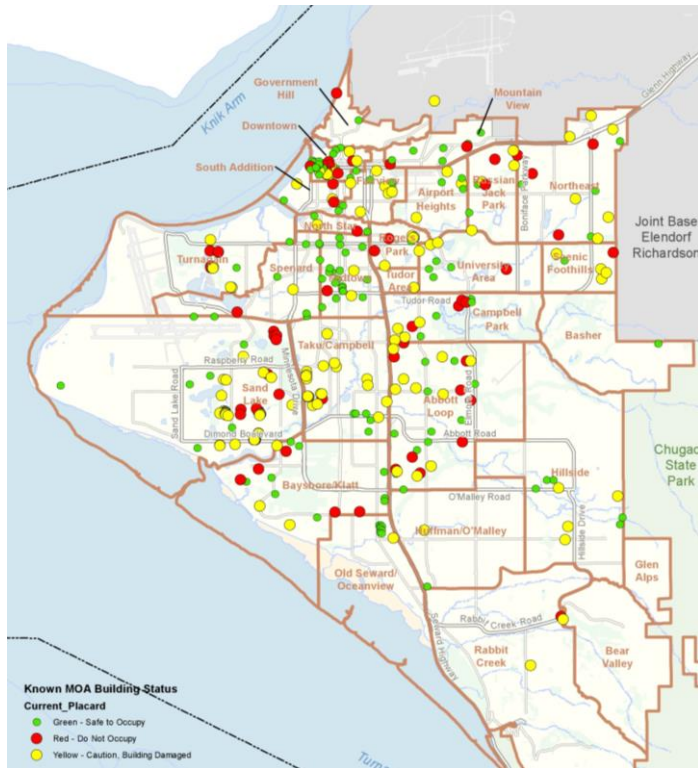 Glenn Highway
Government
Hill
Mountain
View
Knik Arm
Downtown
South Addition
Fairview
Airport
Heights
Russian
Jack
Park
Boniface Parkway
Northeast
Joint Base
Elendorf
Richardson
North Star
Rogers
Park
Turnagain
Spenard
Midtown
Tudor
Area
University
Area
Scenic
Foothills
Tudor Road
Campbell
Park
Basher
Taku/Campbell
Raspberry Road
Minnesota Drive
Sand Lake Road
Sand
Lake
Abbott
Loop
Elmore Road
Dimond Boulevard
Abbott Road
Chugac
State
Park
Hillside
Bayshore/Klatt
O'Malley Road
Hillside Drive
Huffman/O'Malley
Old Seward/
Oceanview
Glen
Alps
Seward Highway
Rabbit Creek Road
Rabbit
Creek
Bear
Valley
Known MOA Building Status
Current_Placard
Green - Safe to Occupy
Red - Do Not Occupy
Yellow - Caution, Building Damaged